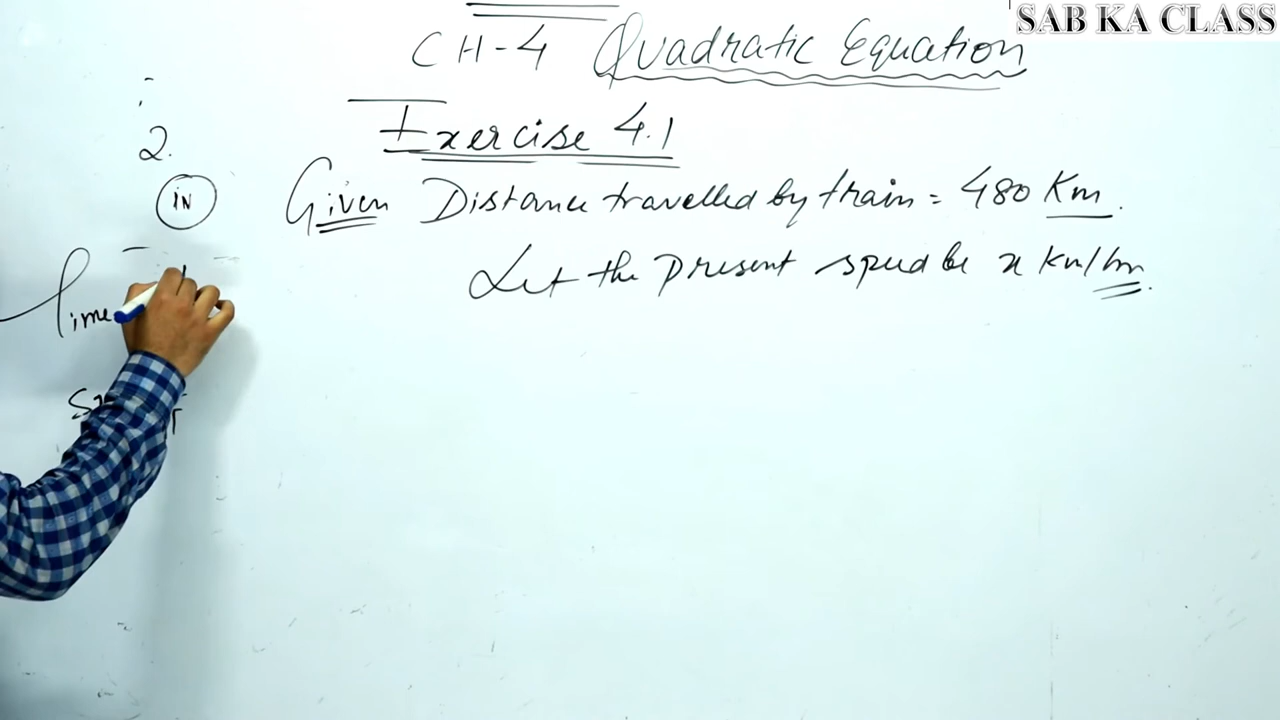 SAB KA CLASS
CH-4 Quadratic Equation
Exercise 4.1
2.
(iv) Given Distance travelled by train = 480 Km.
Let the present speed be x km/hr.
Time